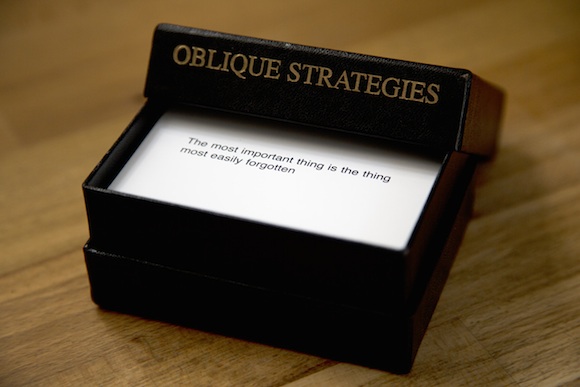 OBLIQUE STRATEGIES
The most important thing is the thing
most easily forgotten